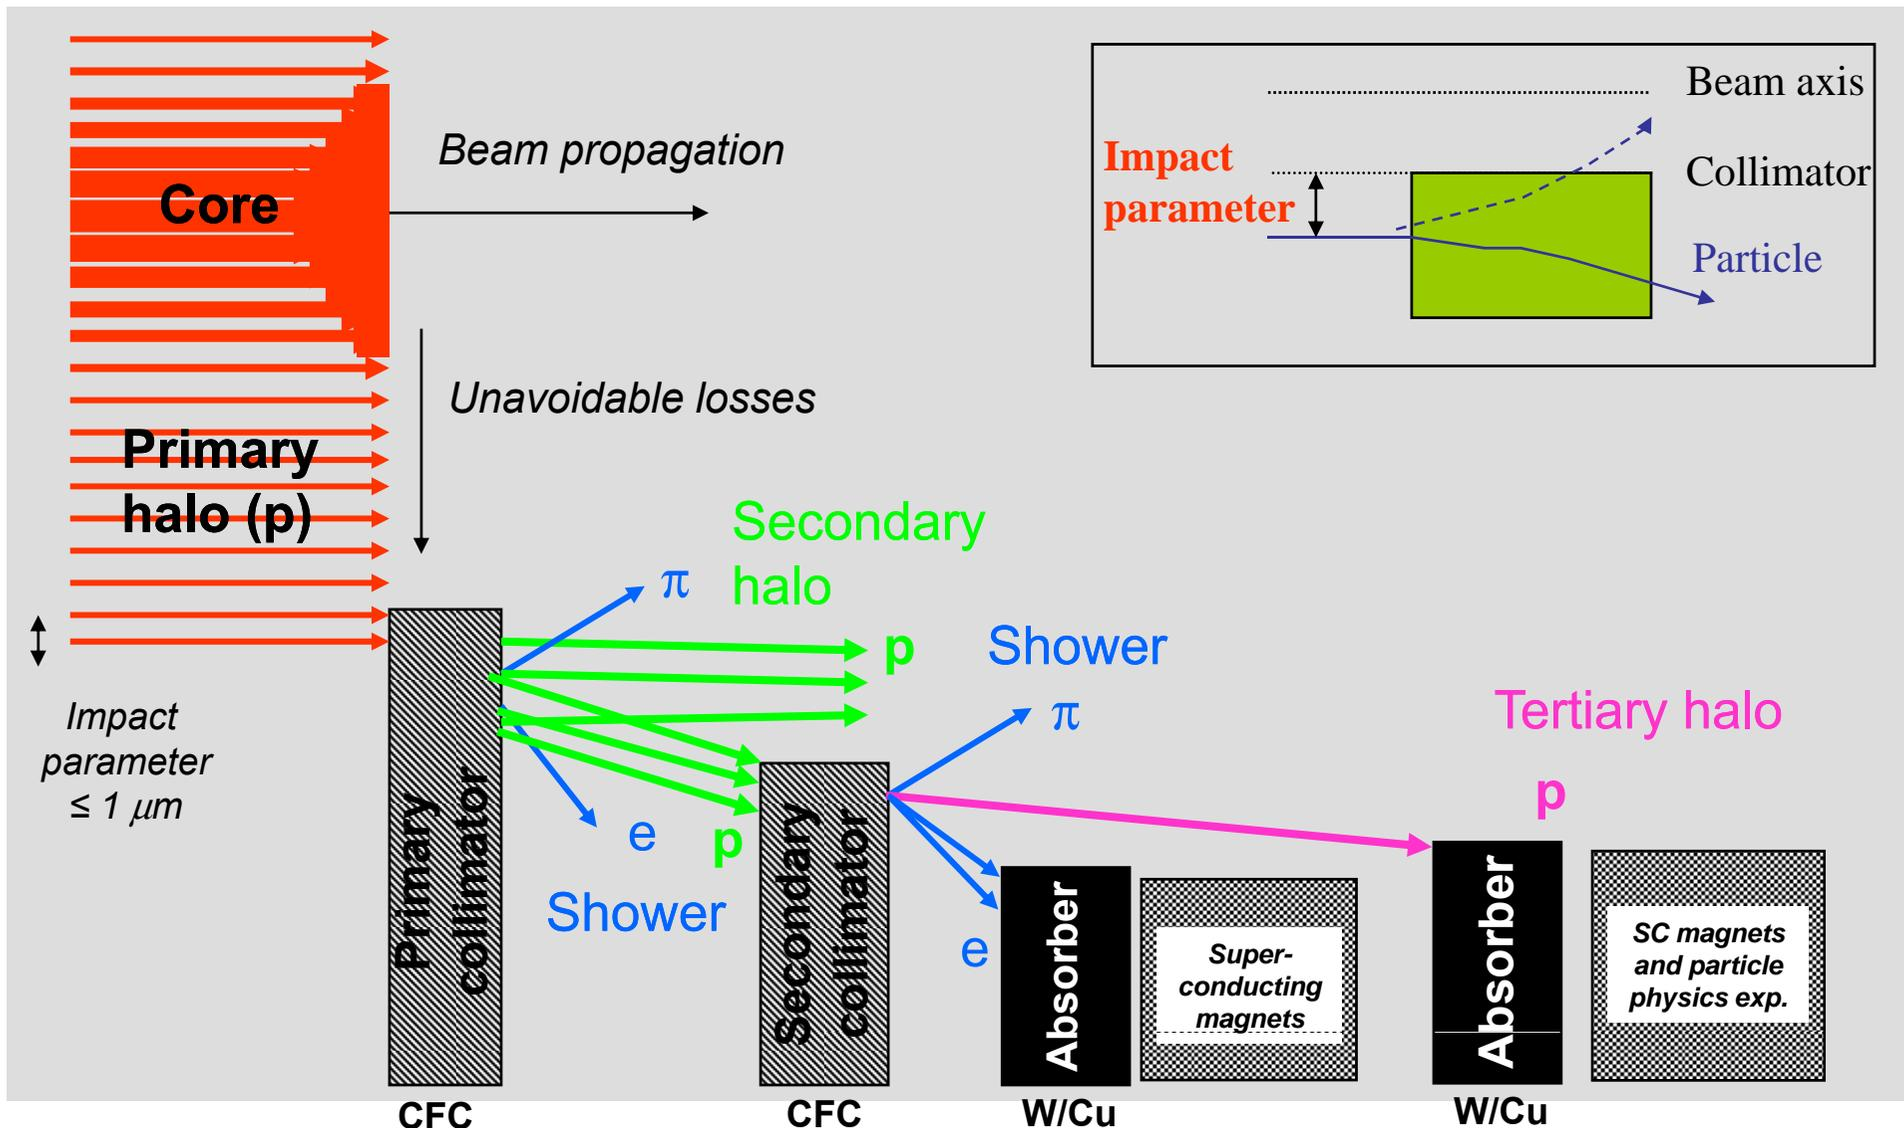 Core
Beam propagation
Unavoidable losses
Primary
halo (p)
Impact
parameter
≤ 1 μm
Beam axis
Impact
parameter
Collimator
Particle
Secondary
halo
π
p
Shower
π
e
p
Shower
e
Tertiary halo
p
Primary
collimator
Secondary
collimator
Absorber
Super-
conducting
magnets
Absorber
SC magnets
and particle
physics exp.
CFC
CFC
W/Cu
W/Cu